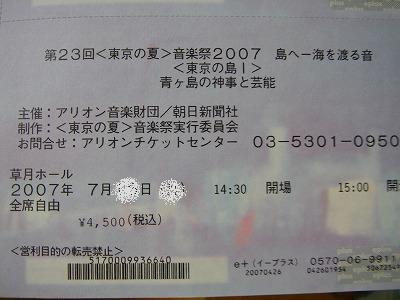 第23回<東京の夏>音楽祭2007 島へ-海を渡る音
<東京の島Ⅰ>
青ヶ島の神事と芸能
主催:アリオン音楽財団/朝日新聞社
制作:<東京の夏>音楽祭実行委員会
お問合せ:アリオンチケットセンター 03-5301-0950
草月ホール
2007年 7月 日 14:30 開場 15:00 開
全席自由
¥4,500(税込)
<営利目的の転売禁止>
5170009936640
e+(イープラス) 0570-06-9911
20070426 042601954